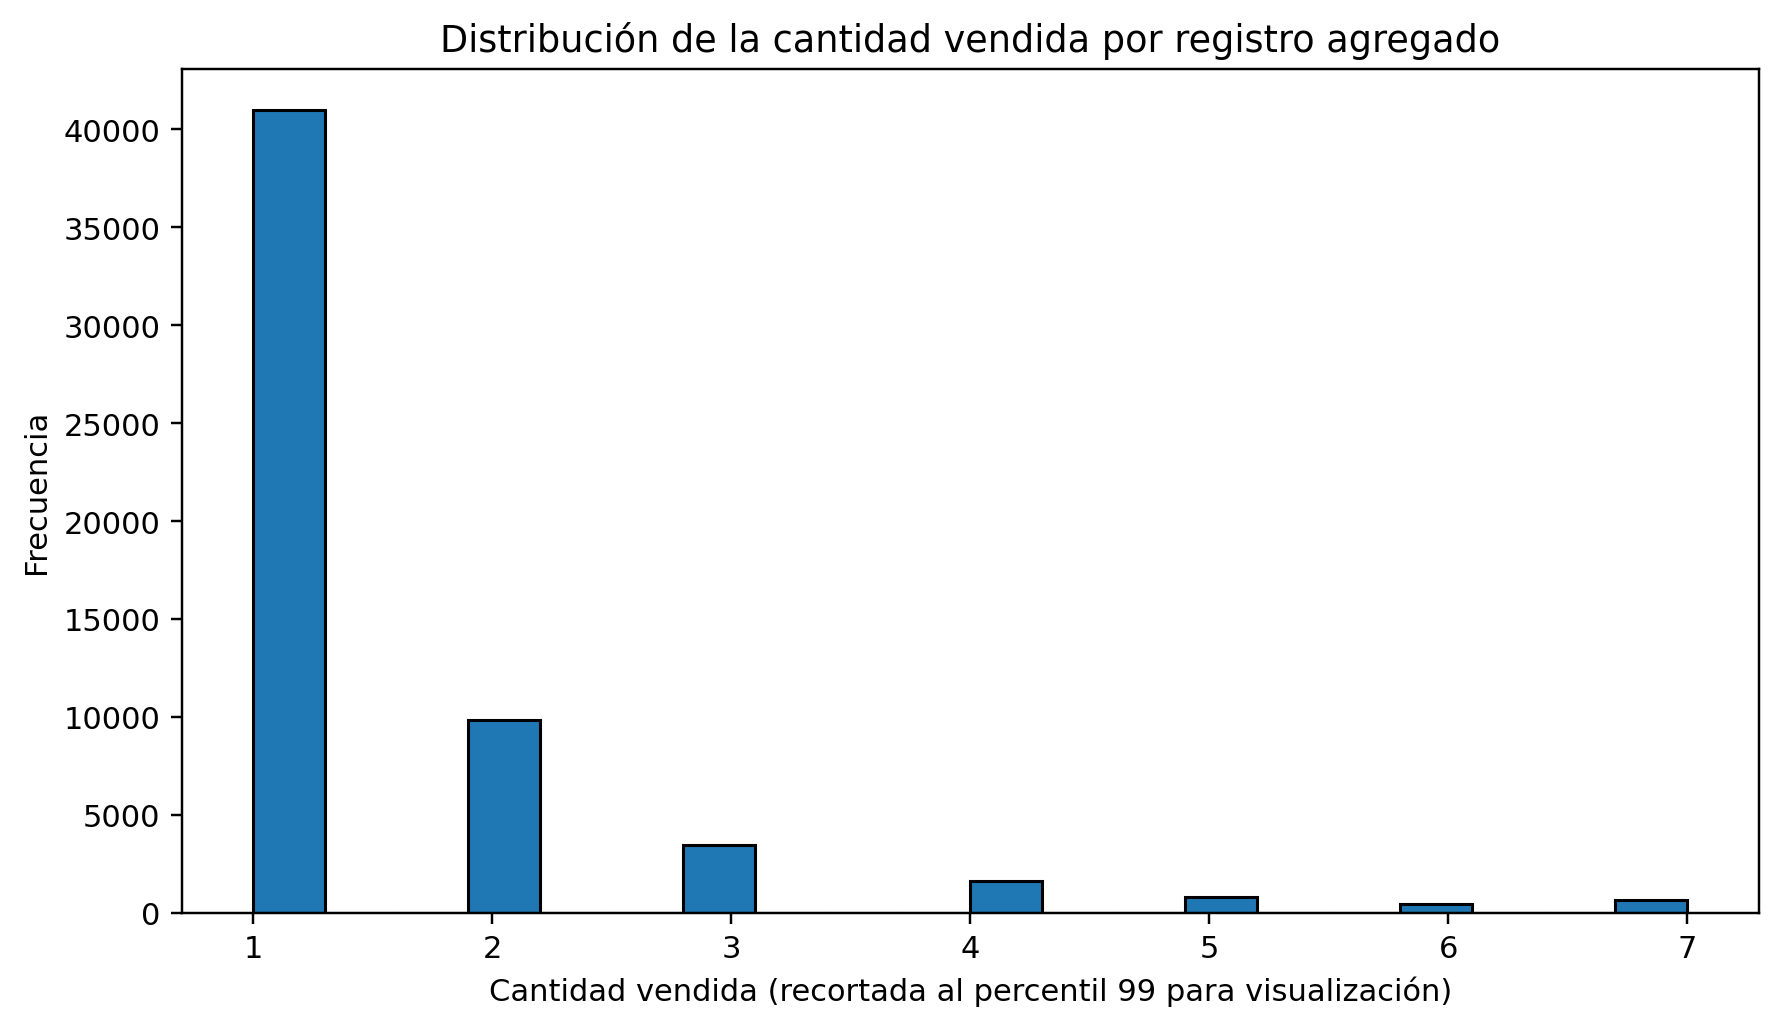 Distribución de la cantidad vendida por registro agregado
Frecuencia
40000
35000
30000
25000
20000
15000
10000
5000
0
1 2 3 4 5 6 7
Cantidad vendida (recortada al percentil 99 para visualización)